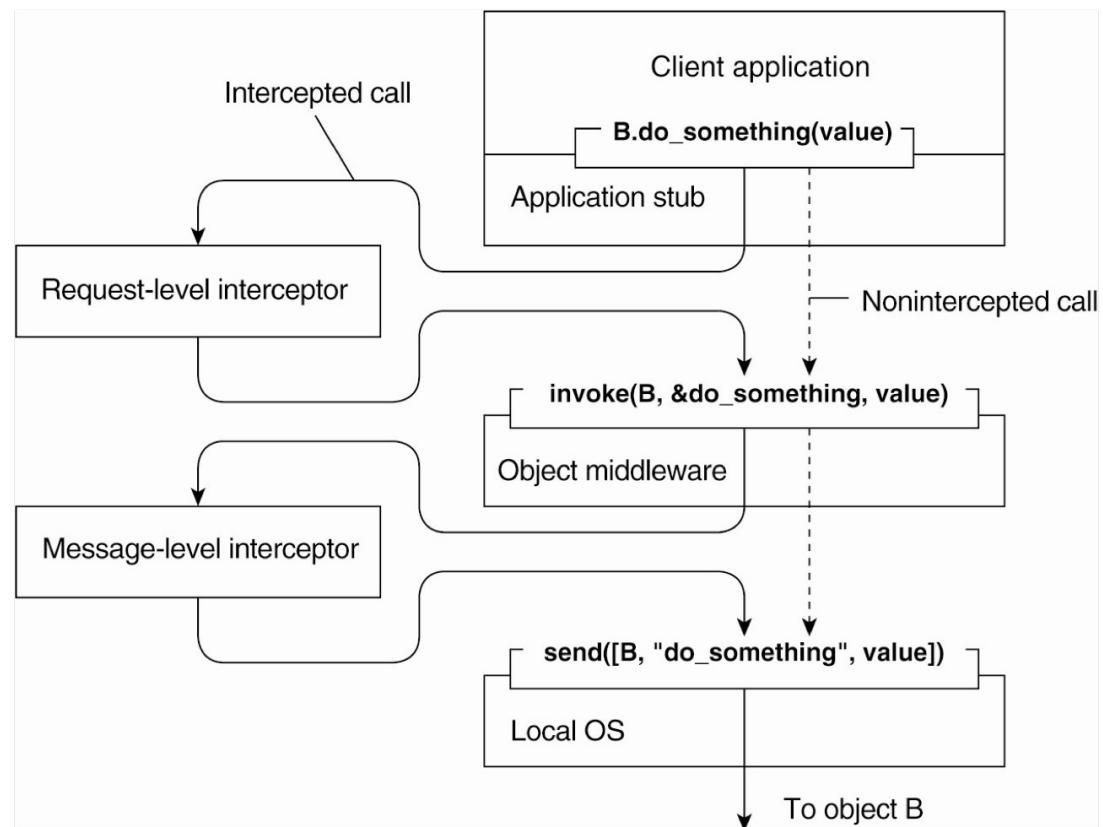 Client application
Intercepted call
B.do_something(value)
Application stub
Request-level interceptor
Nonintercepted call
invoke(B, &do_something, value)
Object middleware
Message-level interceptor
send([B, "do_something", value])
Local OS
To object B